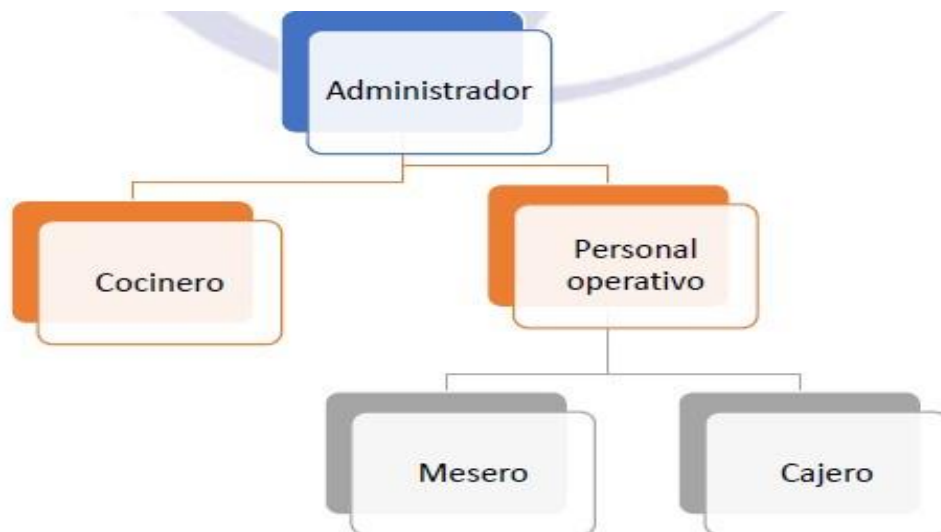 Administrador
Cocinero
Personal
operativo
Mesero
Cajero